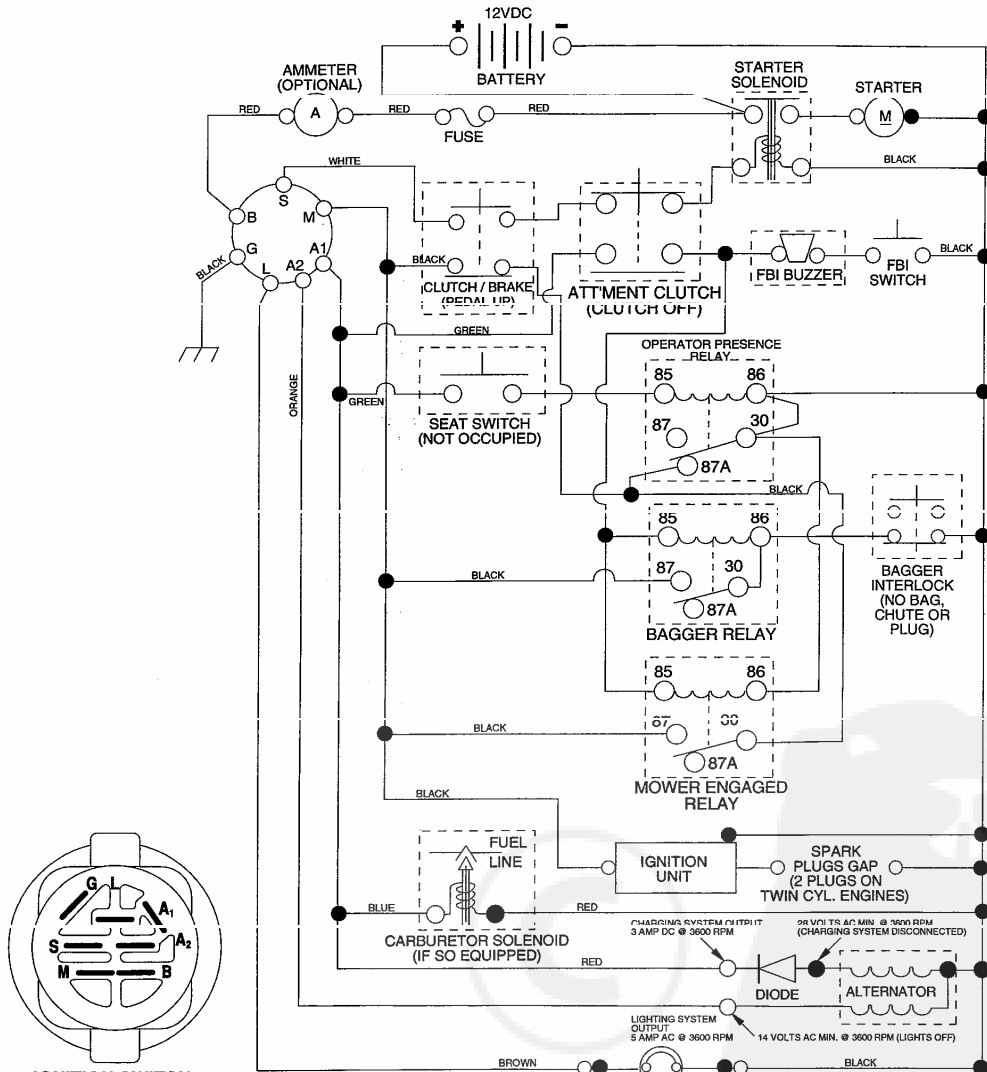 12VDC
+
-
BATTERY
AMMETER
(OPTIONAL)
RED
A
RED
FUSE
RED
STARTER
SOLENOID
STARTER
M
BLACK
WHITE
S
B
M
G
A1
L
A2
BLACK
BLACK
CLUTCH / BRAKE
(PEDAL UP)
ATT'MENT CLUTCH
(CLUTCH OFF)
FBI BUZZER
FBI
SWITCH
BLACK
GREEN
ORANGE
GREEN
SEAT SWITCH
(NOT OCCUPIED)
OPERATOR PRESENCE
RELAY
85
86
87
30
87A
BLACK
85
86
87
30
87A
BLACK
BAGGER RELAY
BAGGER
INTERLOCK
(NO BAG,
CHUTE OR
PLUG)
85
86
87
87A
BLACK
MOWER ENGAGED
RELAY
BLACK
FUEL
LINE
IGNITION
UNIT
SPARK
PLUGS GAP
(2 PLUGS ON
TWIN CYL. ENGINES)
BLUE
RED
CARBURETOR SOLENOID
(IF SO EQUIPPED)
CHARGING SYSTEM OUTPUT
3 AMP DC @ 3600 RPM
28 VOLTS AC MIN. @ 3600 RPM
(CHARGING SYSTEM DISCONNECTED)
RED
DIODE
ALTERNATOR
LIGHTING SYSTEM
OUTPUT
5 AMP AC @ 3600 RPM
14 VOLTS AC MIN. @ 3600 RPM (LIGHTS OFF)
BROWN
BLACK
G
L
A1
A2
S
M
B